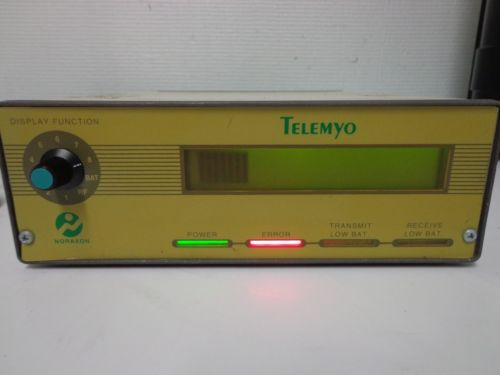 DISPLAY FUNCTION
TELEMYO
BAT
NORAXON
POWER
ERROR
TRANSMIT
LOW BAT.
RECEIVE
LOW BAT.